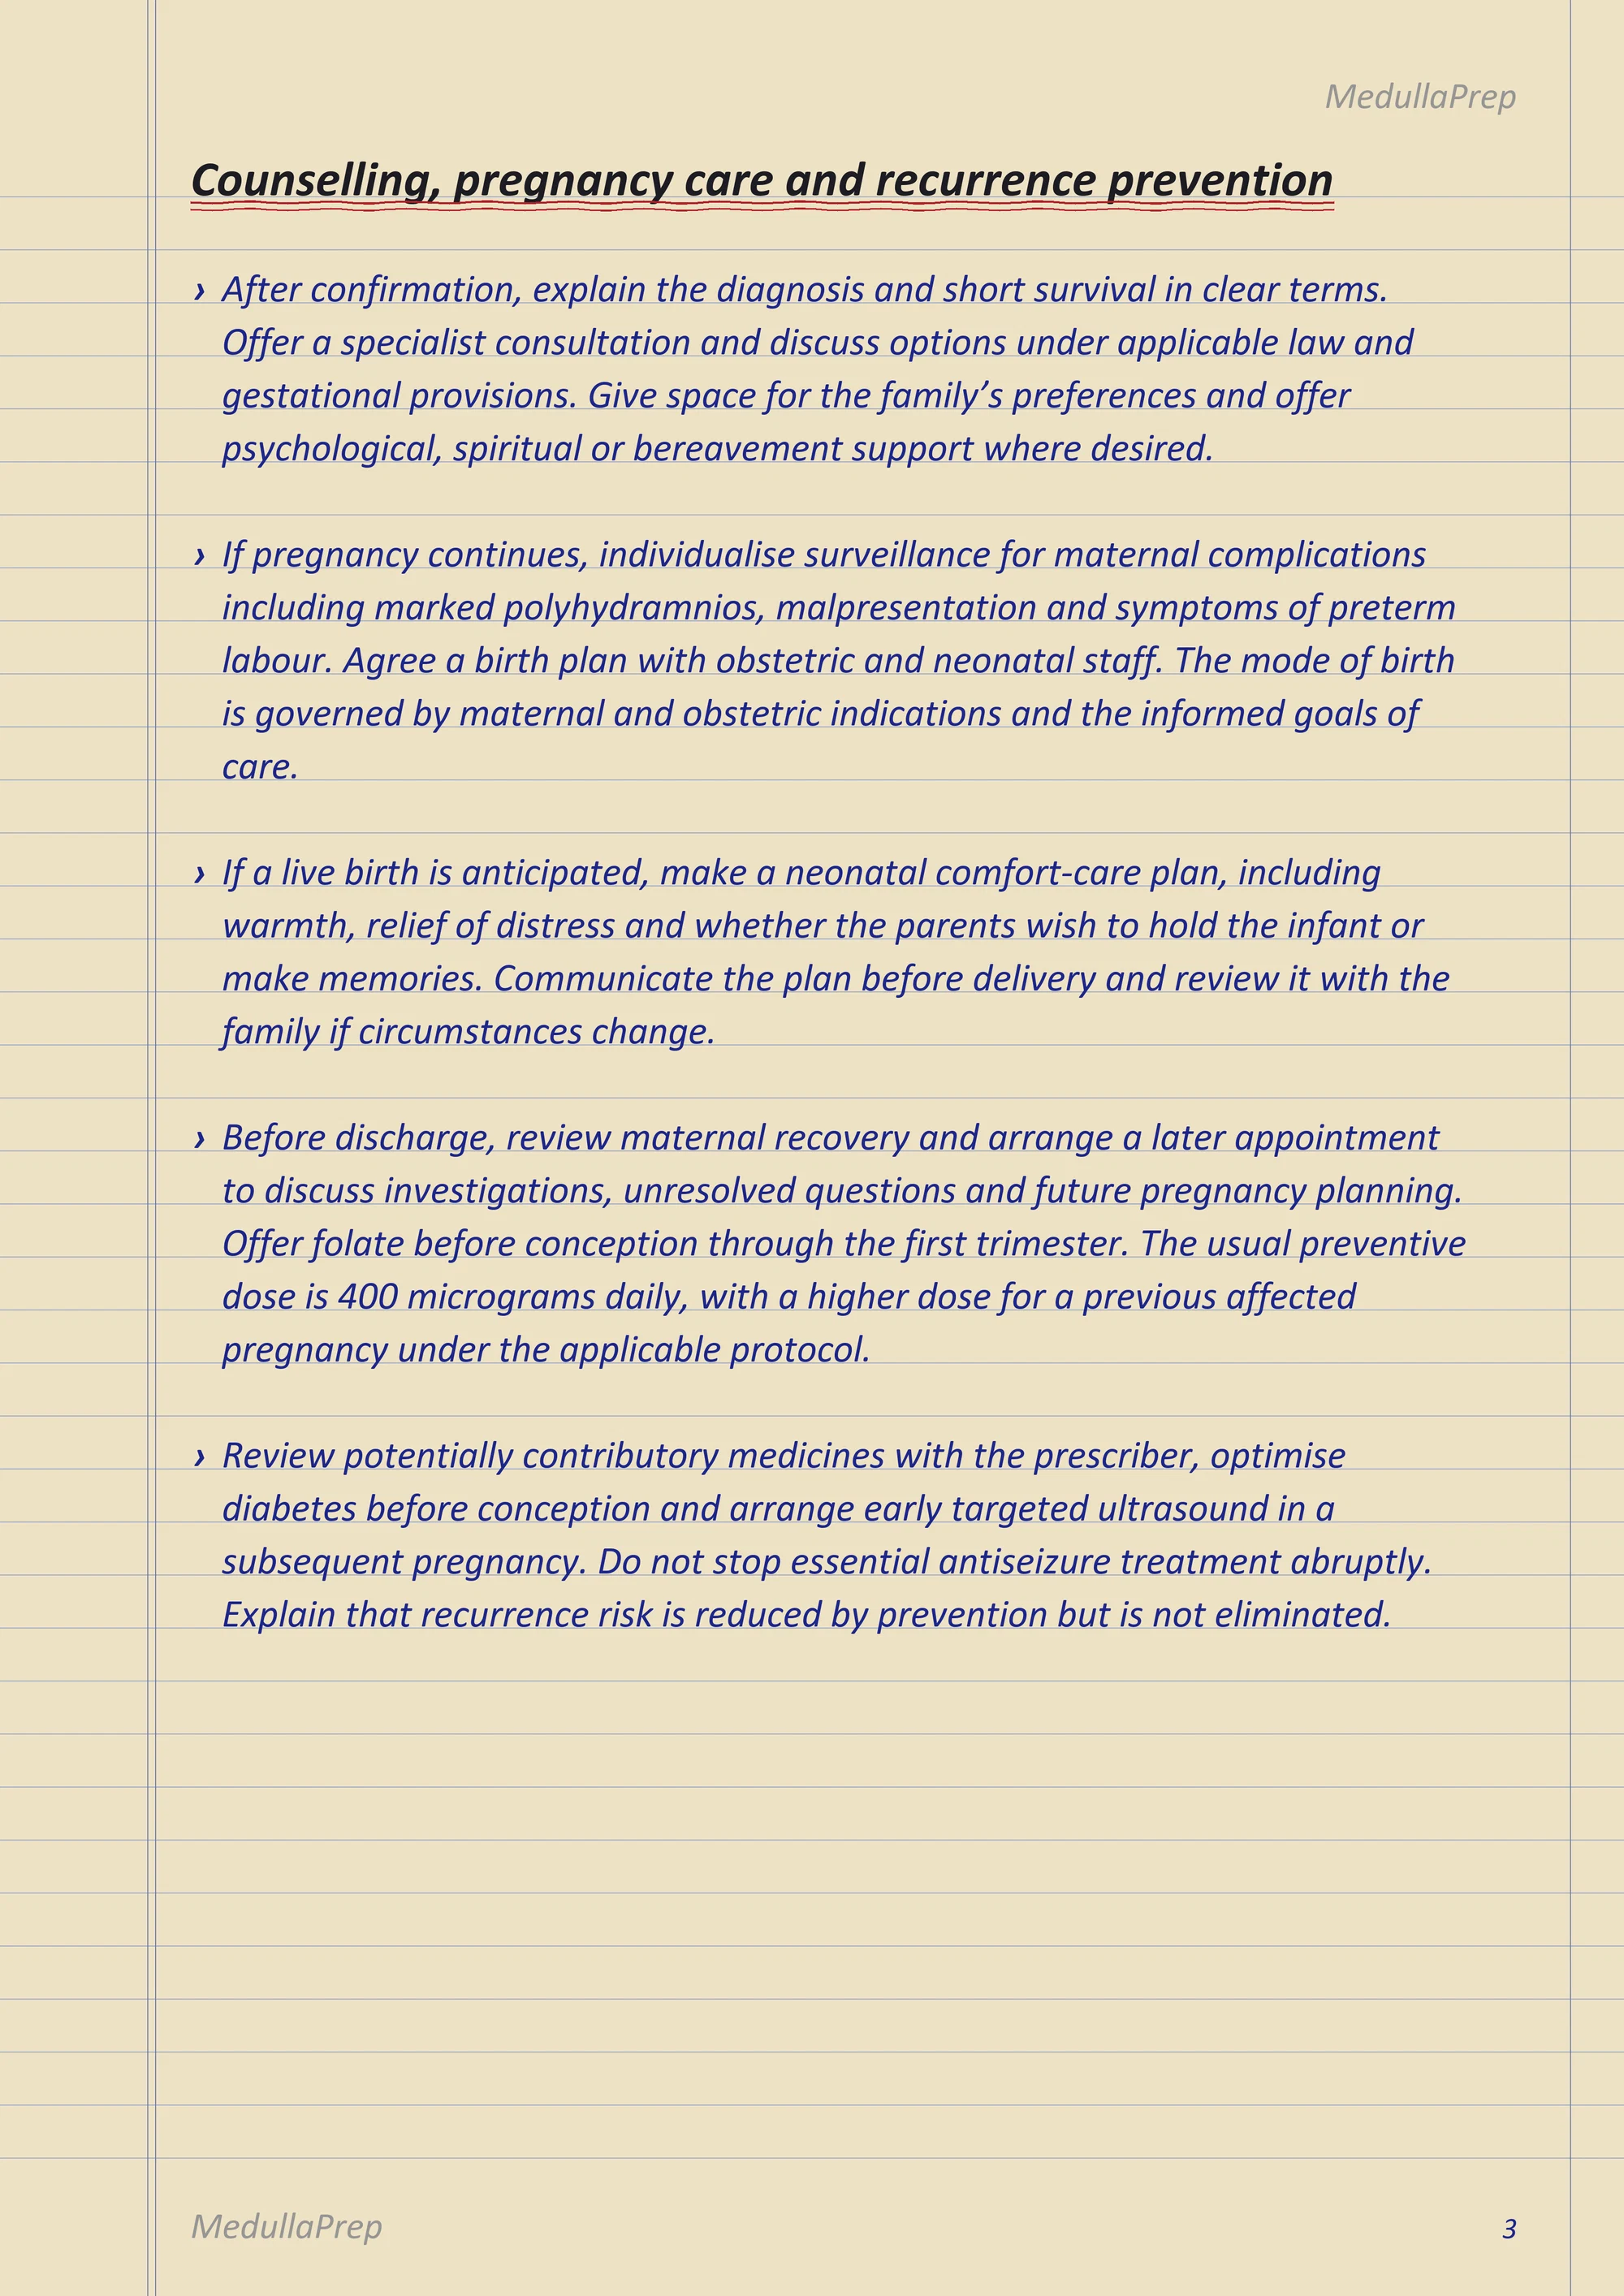 MedullaPrep
Counselling, pregnancy care and recurrence prevention
› After confirmation, explain the diagnosis and short survival in clear terms.
Offer a specialist consultation and discuss options under applicable law and
gestational provisions. Give space for the family’s preferences and offer
psychological, spiritual or bereavement support where desired.
› If pregnancy continues, individualise surveillance for maternal complications
including marked polyhydramnios, malpresentation and symptoms of preterm
labour. Agree a birth plan with obstetric and neonatal staff. The mode of birth
is governed by maternal and obstetric indications and the informed goals of
care.
› If a live birth is anticipated, make a neonatal comfort-care plan, including
warmth, relief of distress and whether the parents wish to hold the infant or
make memories. Communicate the plan before delivery and review it with the
family if circumstances change.
› Before discharge, review maternal recovery and arrange a later appointment
to discuss investigations, unresolved questions and future pregnancy planning.
Offer folate before conception through the first trimester. The usual preventive
dose is 400 micrograms daily, with a higher dose for a previous affected
pregnancy under the applicable protocol.
› Review potentially contributory medicines with the prescriber, optimise
diabetes before conception and arrange early targeted ultrasound in a
subsequent pregnancy. Do not stop essential antiseizure treatment abruptly.
Explain that recurrence risk is reduced by prevention but is not eliminated.
MedullaPrep
3